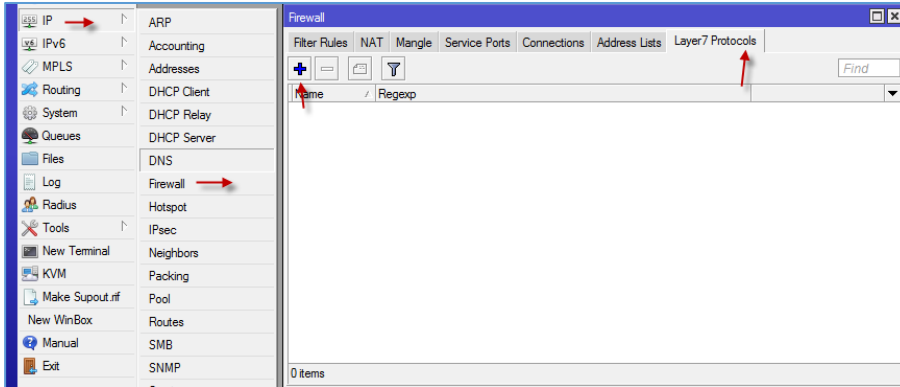 IP
IPv6
MPLS
Routing
System
Queues
Files
Log
Radius
Tools
New Terminal
KVM
Make Supout.rif
New WinBox
Manual
Exit
ARP
Accounting
Addresses
DHCP Client
DHCP Relay
DHCP Server
DNS
Firewall
Hotspot
IPsec
Neighbors
Packing
Pool
Routes
SMB
SNMP
Firewall
Filter Rules NAT Mangle Service Ports Connections Address Lists Layer7 Protocols
Find
Name Regexp
0 items